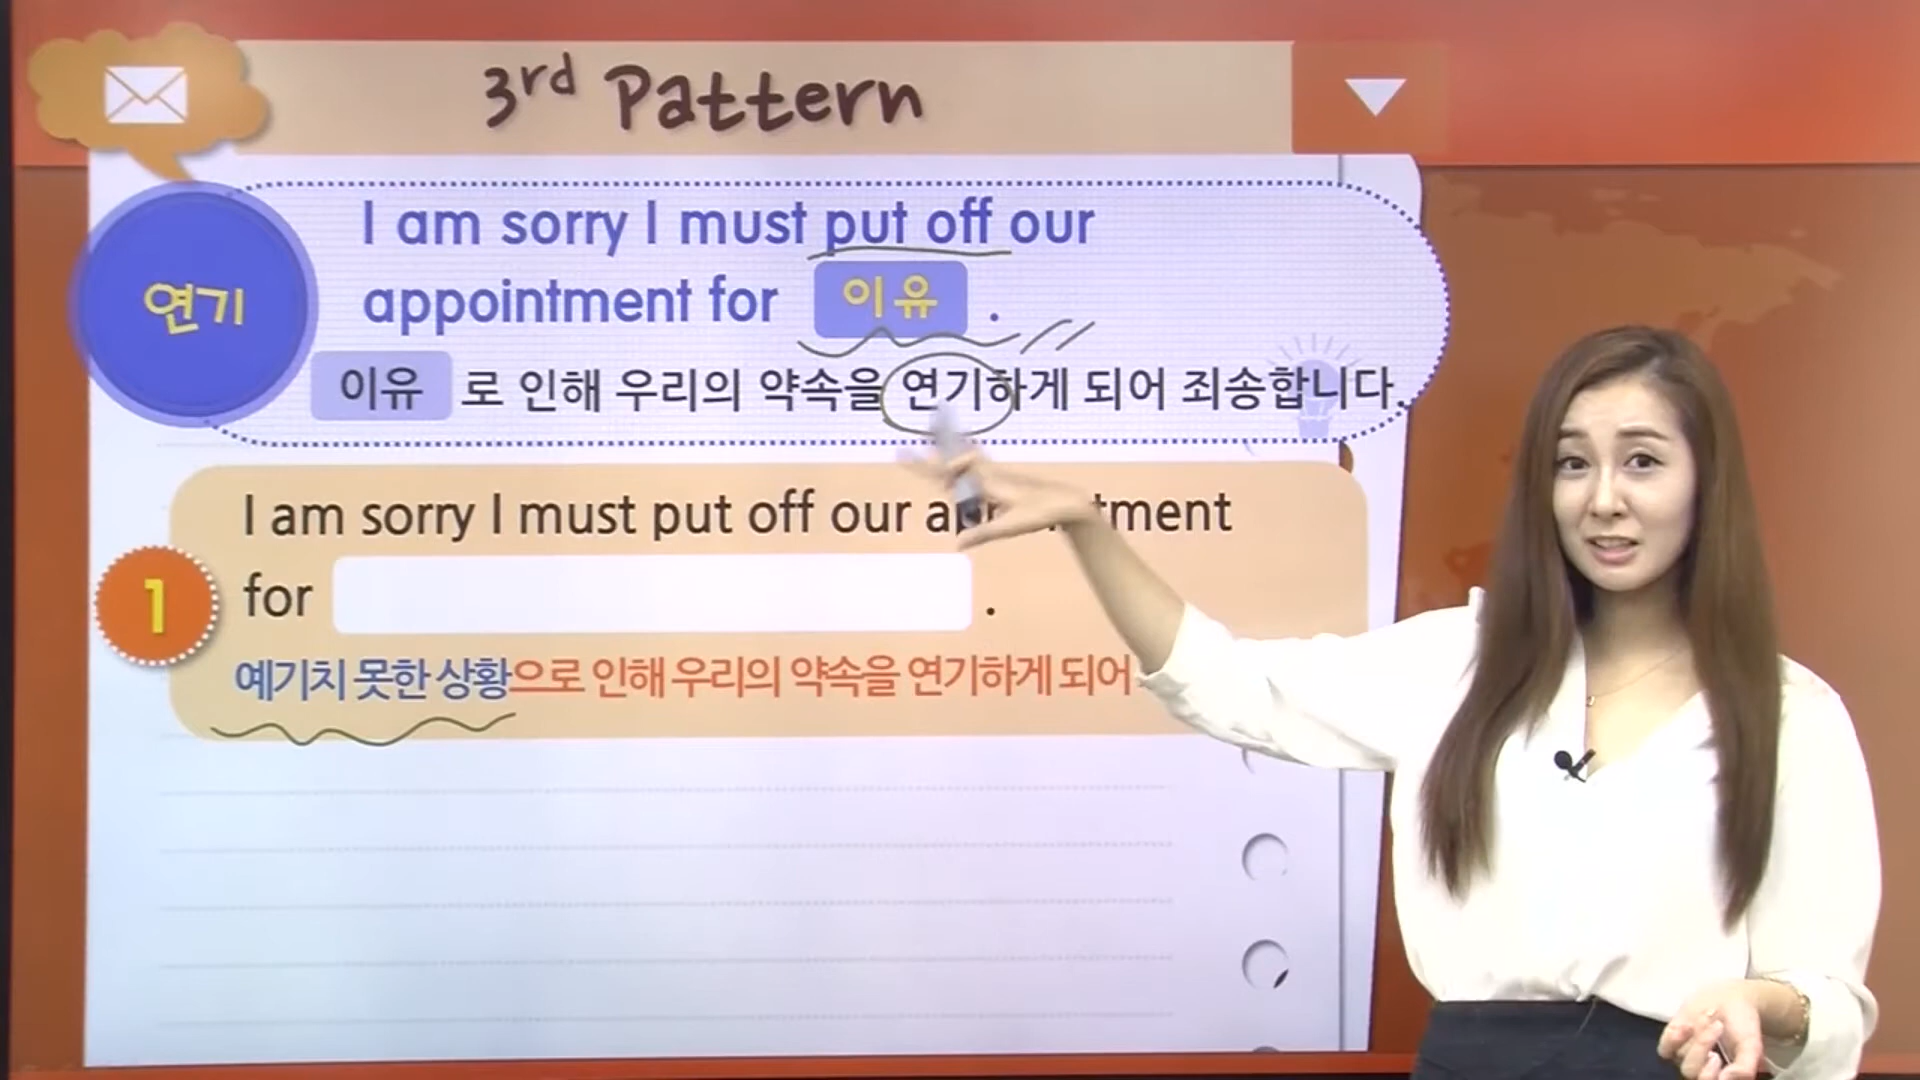 3rd Pattern
연기
I am sorry I must put off our
appointment for 이유 .
이유 로 인해 우리의 약속을 연기하게 되어 죄송합니다.
I am sorry I must put off our
for .
1
예기치 못한 상황으로 인해 우리의 약속을 연기하게 되어